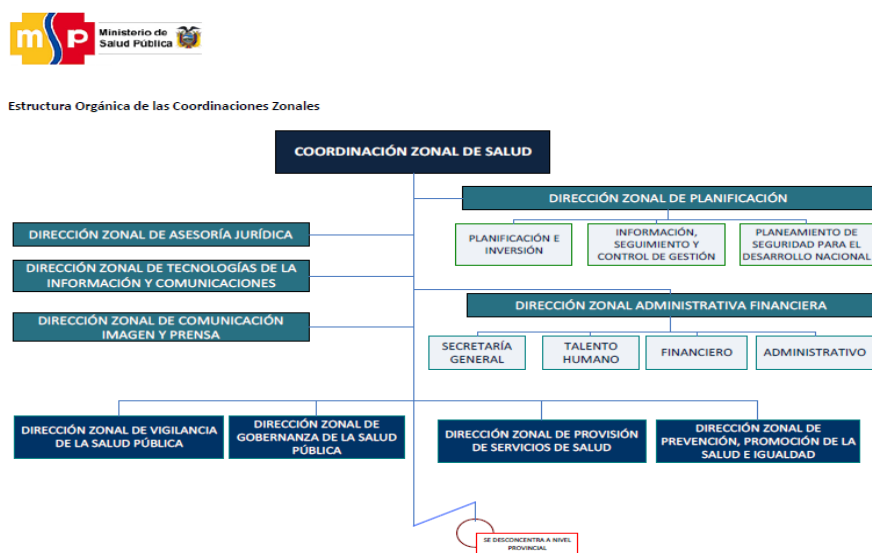 msp
Ministerio de
Salud Pública
Estructura Orgánica de las Coordinaciones Zonales
COORDINACIÓN ZONAL DE SALUD
DIRECCIÓN ZONAL DE PLANIFICACIÓN
PLANIFICACIÓN E
INVERSIÓN
INFORMACIÓN,
SEGUIMIENTO Y
CONTROL DE GESTIÓN
PLANEAMIENTO DE
SEGURIDAD PARA EL
DESARROLLO NACIONAL
DIRECCIÓN ZONAL DE ASESORÍA JURÍDICA
DIRECCIÓN ZONAL DE TECNOLOGÍAS DE LA
INFORMACIÓN Y COMUNICACIONES
DIRECCIÓN ZONAL DE COMUNICACIÓN
IMAGEN Y PRENSA
DIRECCIÓN ZONAL ADMINISTRATIVA FINANCIERA
SECRETARÍA
GENERAL
TALENTO
HUMANO
FINANCIERO
ADMINISTRATIVO
DIRECCIÓN ZONAL DE VIGILANCIA
DE LA SALUD PÚBLICA
DIRECCIÓN ZONAL DE
GOBERNANZA DE LA SALUD
PÚBLICA
DIRECCIÓN ZONAL DE PROVISIÓN
DE SERVICIOS DE SALUD
DIRECCIÓN ZONAL DE
PREVENCIÓN, PROMOCIÓN DE LA
SALUD E IGUALDAD
SE DESCONCENTRA A NIVEL
PROVINCIAL